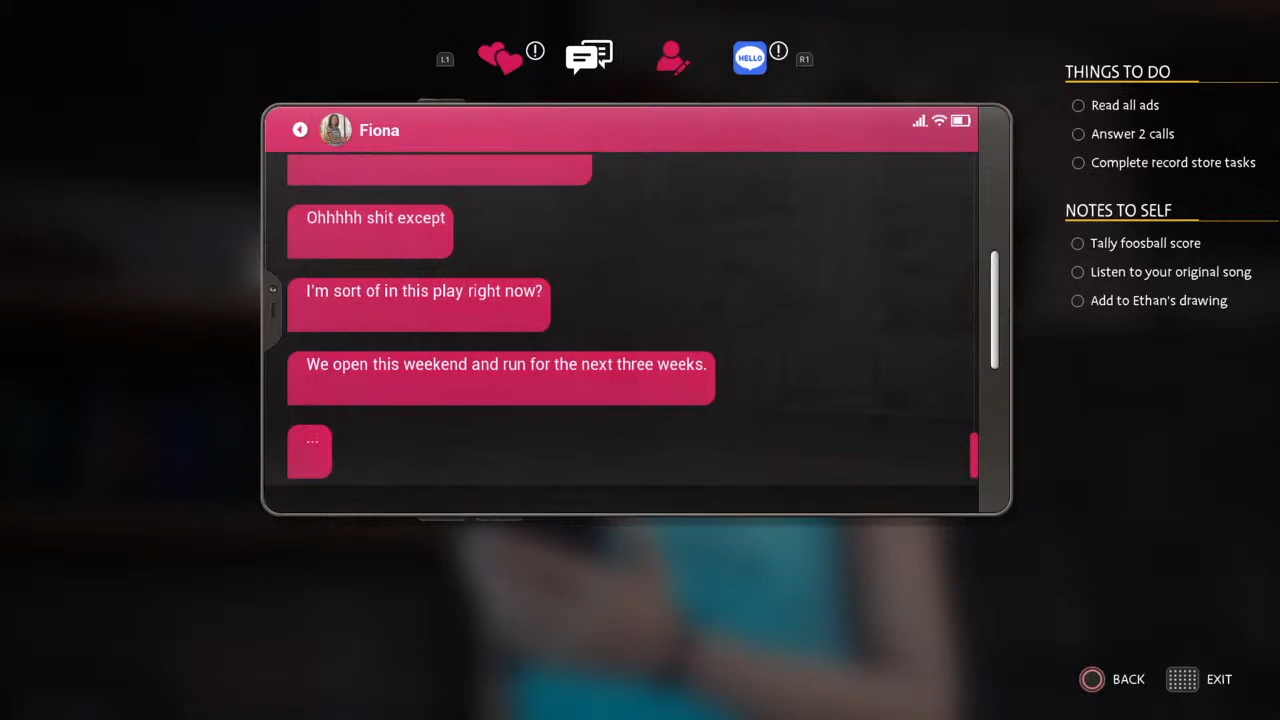 L1
HELLO
R1
Fiona
Ohhhhh shit except
I'm sort of in this play right now?
We open this weekend and run for the next three weeks.
...
THINGS TO DO
Read all ads
Answer 2 calls
Complete record store tasks
NOTES TO SELF
Tally foosball score
Listen to your original song
Add to Ethan's drawing
BACK
EXIT